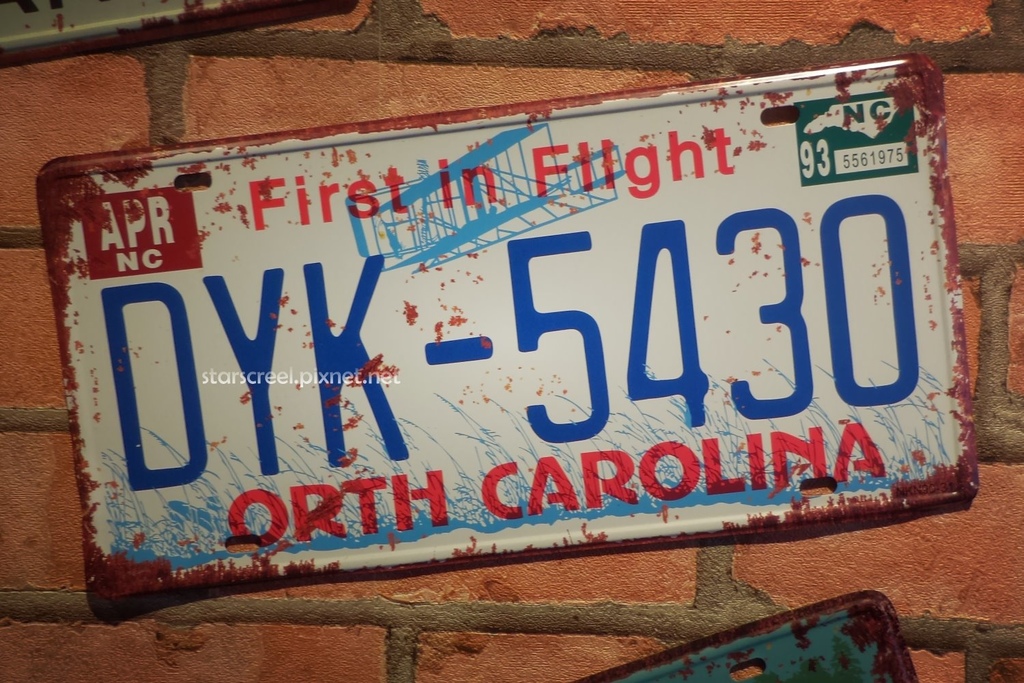 First in Flight
NC
93 5561975
APR
NC
DYK-5430
starscreel.pixnet.net
ORTH CAROLINA